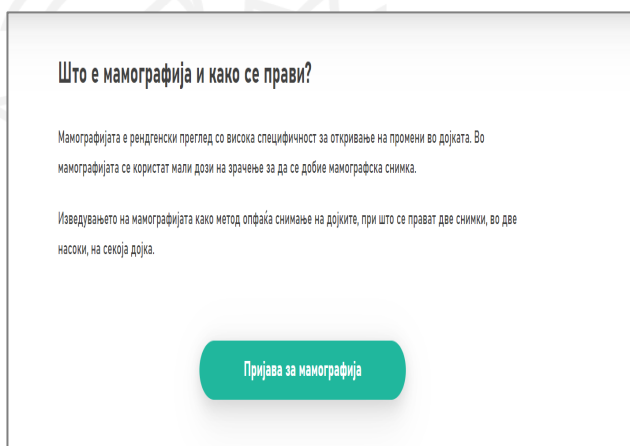 Што е мамографија и како се прави?
Мамографијата е рендгенски преглед со висока специфичност за откривање на промени во дојката. Во
мамографијата се користат мали дози на зрачење за да се добие мамографска снимка.
Изведувањето на мамографијата како метод опфаќа снимање на дојките, при што се прават две снимки, во две
насоки, на секоја дојка.
Пријава за мамографија